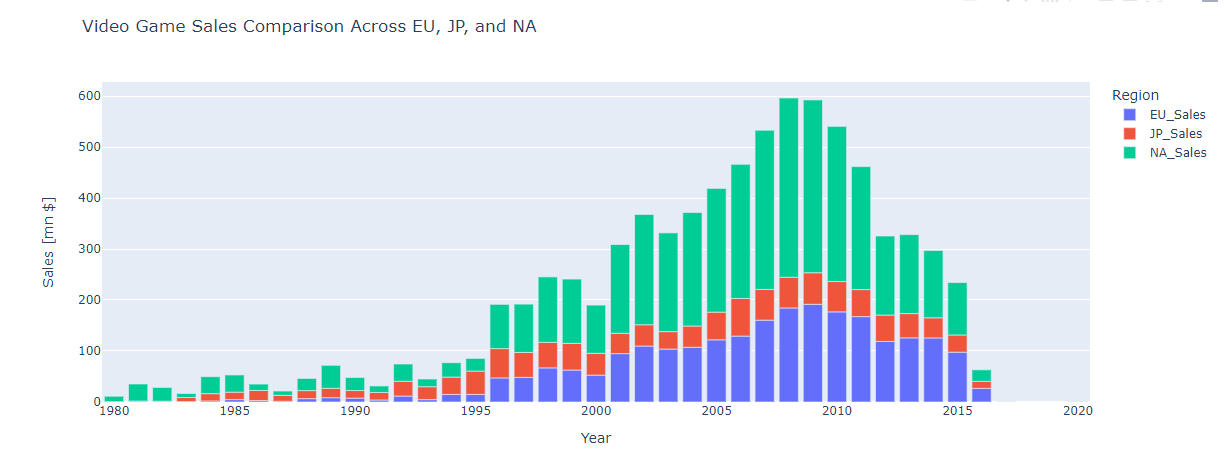 Video Game Sales Comparison Across EU, JP, and NA
Region
EU_Sales
JP_Sales
NA_Sales
Sales [mn $]
600
500
400
300
200
100
0
1980 1985 1990 1995 2000 2005 2010 2015 2020
Year